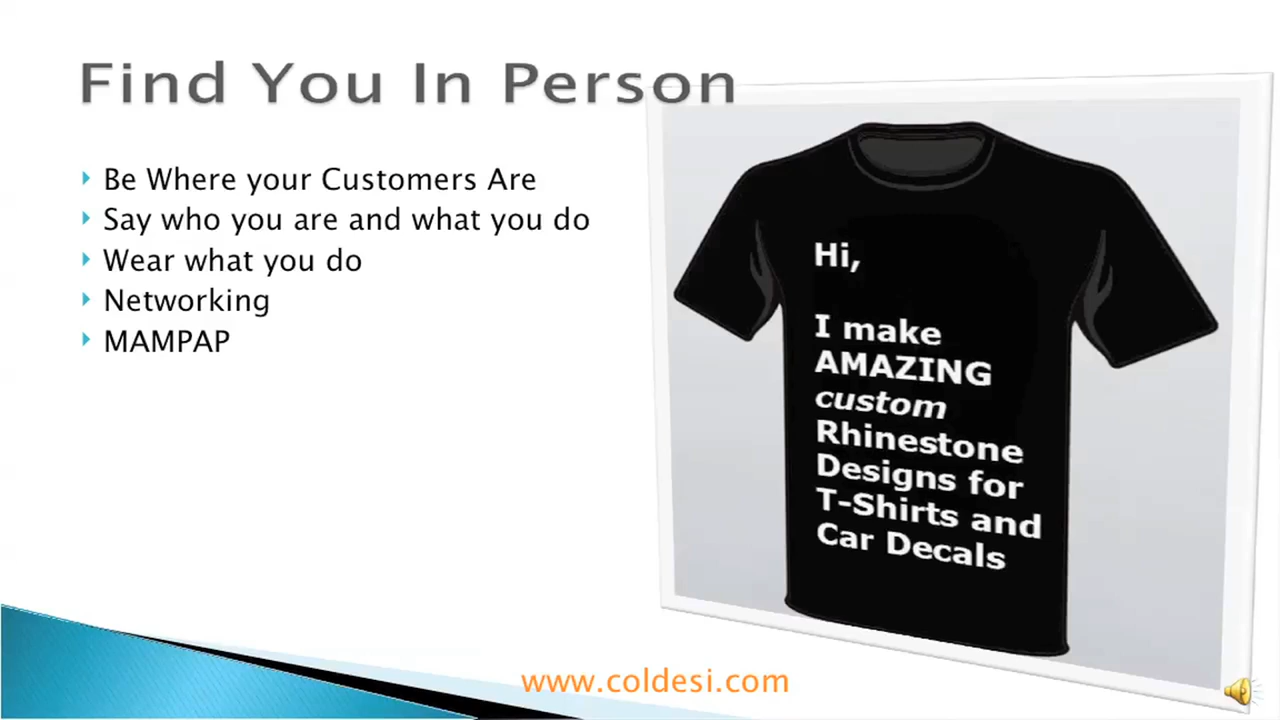 Find You In Person
Be Where your Customers Are
Say who you are and what you do
Wear what you do
Networking
MAMPAP
Hi,
I make
AMAZING
custom
Rhinestone
Designs for
T-Shirts and
Car Decals
www.coldesi.com